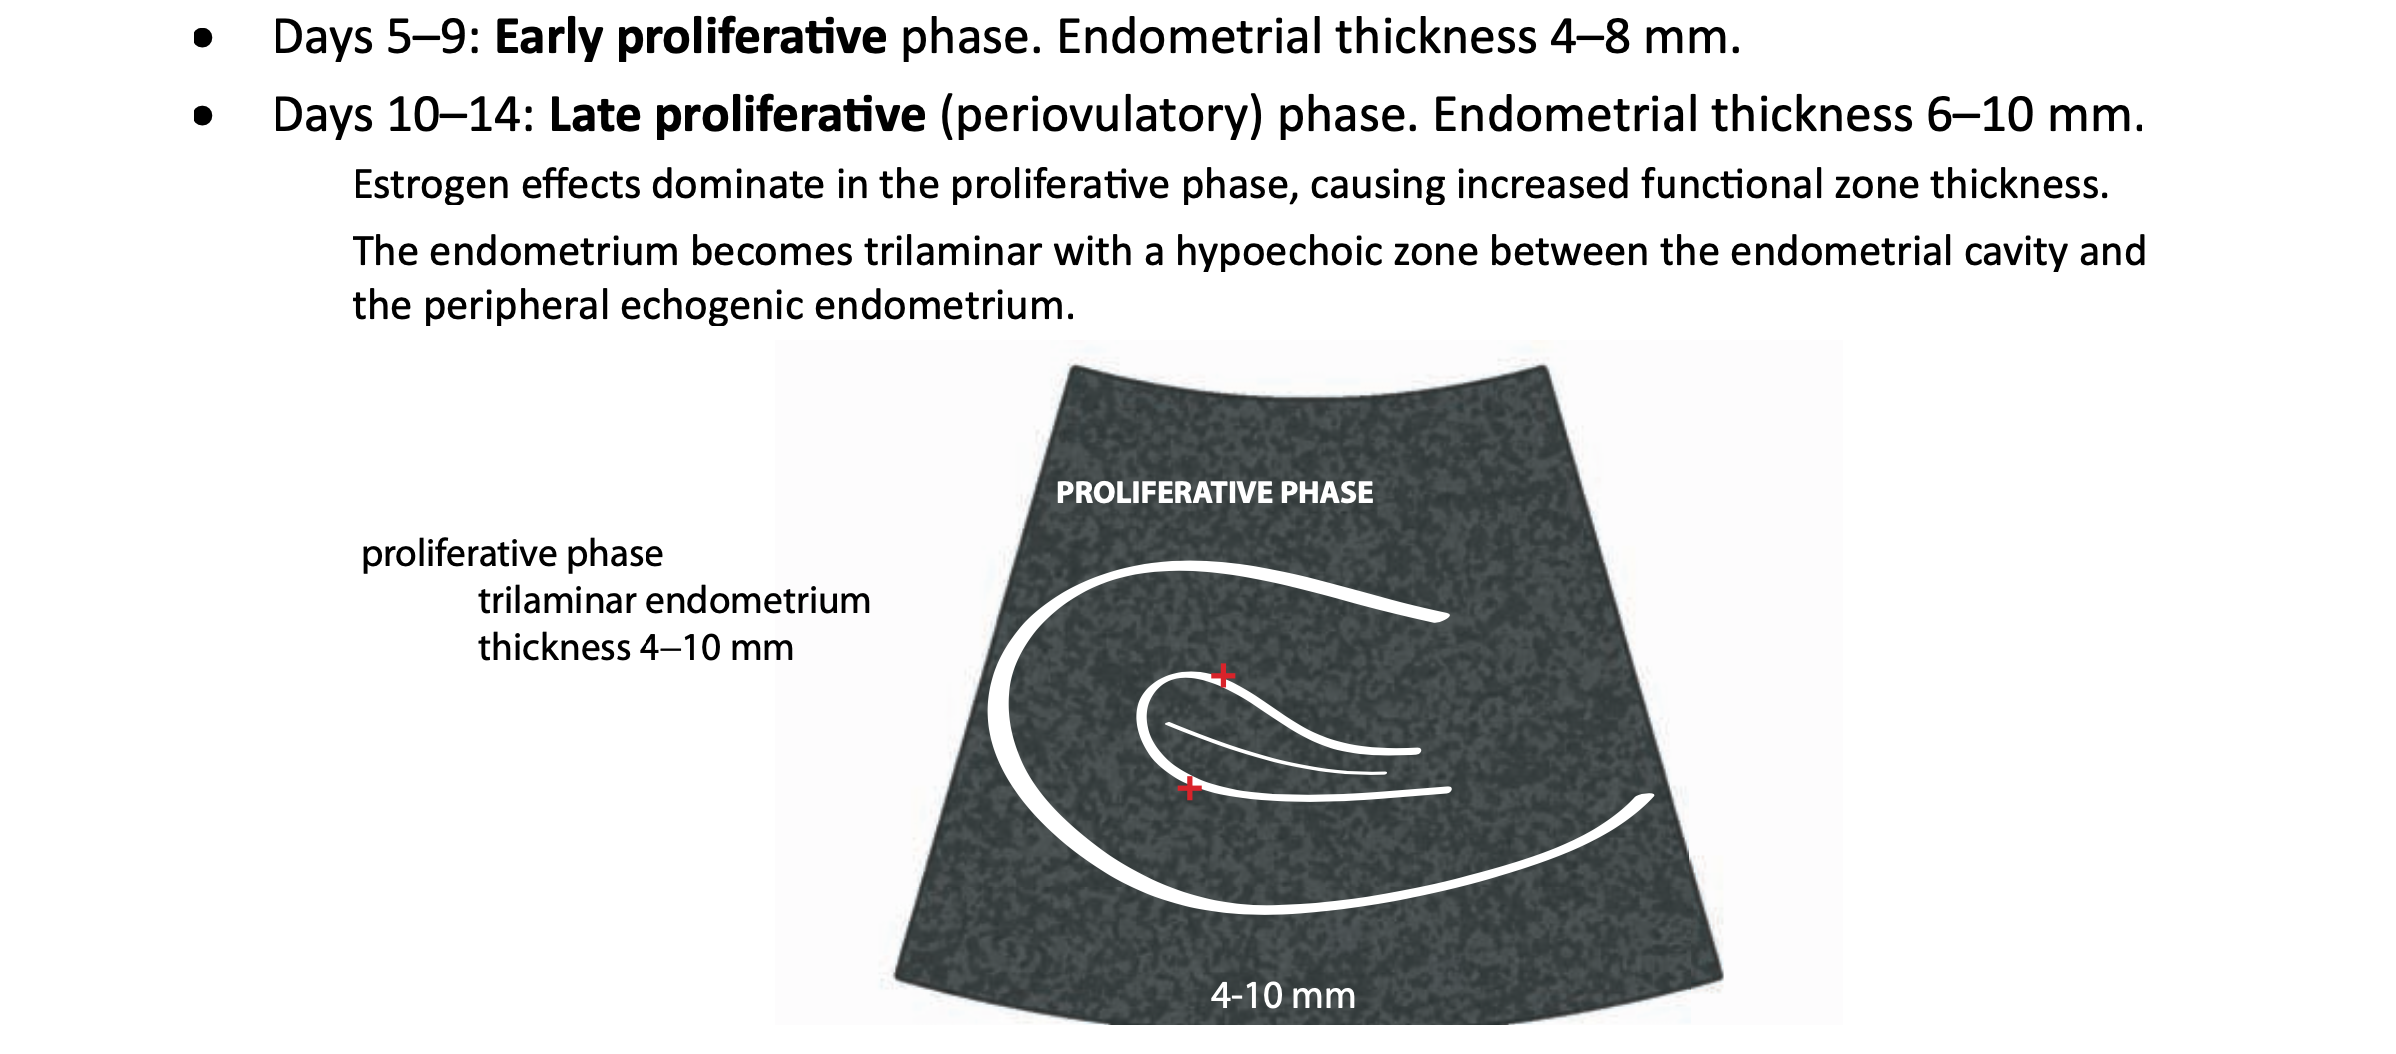 • Days 5–9: Early proliferative phase. Endometrial thickness 4–8 mm.
• Days 10–14: Late proliferative (periovulatory) phase. Endometrial thickness 6–10 mm.
Estrogen effects dominate in the proliferative phase, causing increased functional zone thickness.
The endometrium becomes trilaminar with a hypoechoic zone between the endometrial cavity and
the peripheral echogenic endometrium.
PROLIFERATIVE PHASE
proliferative phase
trilaminar endometrium
thickness 4–10 mm
4-10 mm